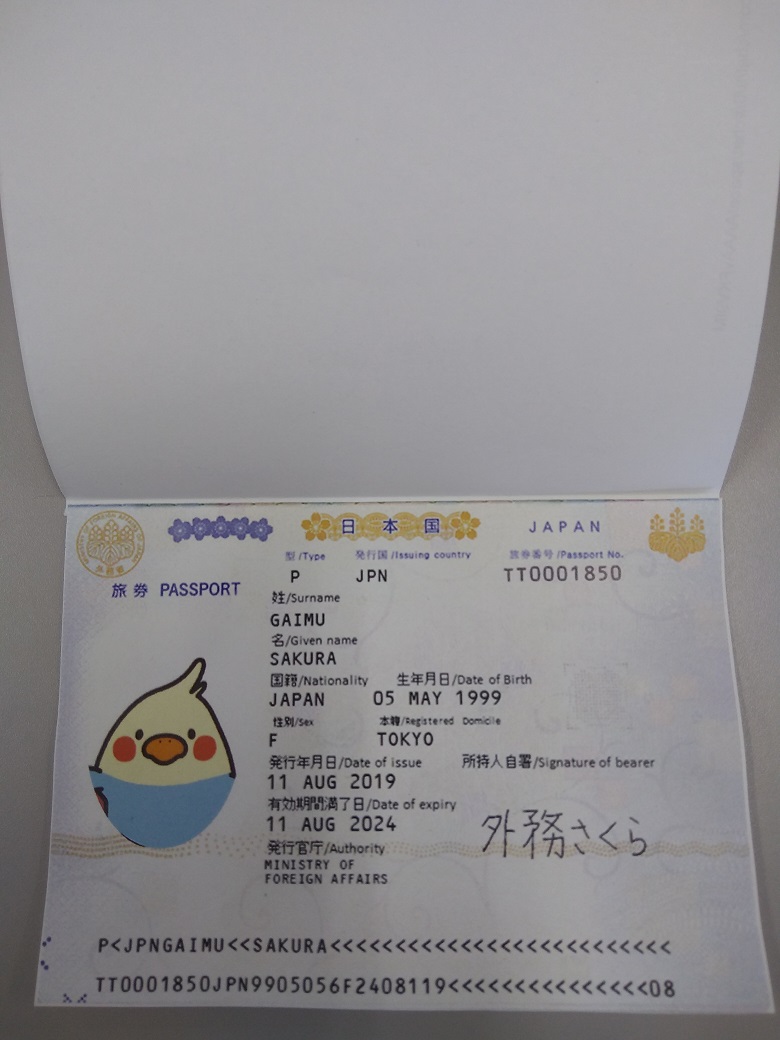 日本国 JAPAN
型/Type 発行国/Issuing country 旅券番号/Passport No.
旅券 PASSPORT P JPN TT0001850
姓/Surname
GAIMU
名/Given name
SAKURA
国籍/Nationality 生年月日/Date of Birth
JAPAN 05 MAY 1999
性別/Sex 本籍/Registered Domicile
F TOKYO
発行年月日/Date of issue 所持人自署/Signature of bearer
11 AUG 2019
有効期間満了日/Date of expiry
11 AUG 2024 外務さくら
発行官庁/Authority
MINISTRY OF
FOREIGN AFFAIRS
P<JPNGAIMU<<SAKURA<<<<<<<<<<<<<<<<<<<<<<<<<<
TT0001850JPN9905056F2408119<<<<<<<<<<<<<<<08